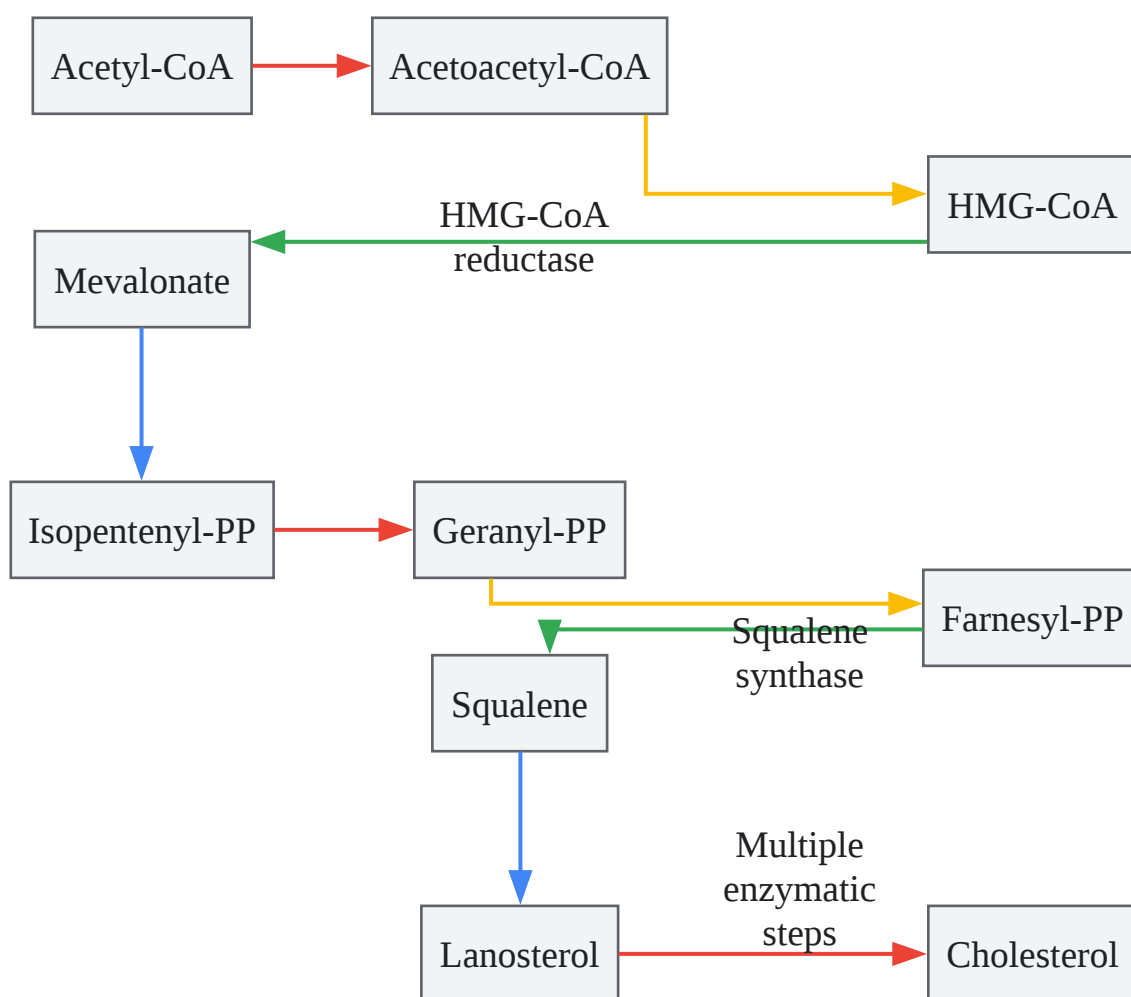 Acetyl-CoA
Acetoacetyl-CoA
HMG-CoA
HMG-CoA
reductase
Mevalonate
Isopentenyl-PP
Geranyl-PP
Farnesyl-PP
Squalene
synthase
Squalene
Multiple
enzymatic
steps
Lanosterol
Cholesterol